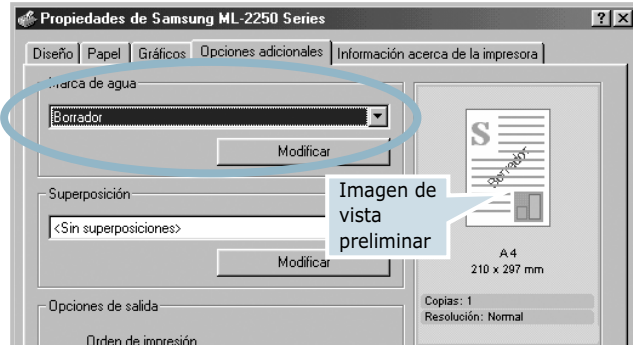 Propiedades de Samsung ML-2250 Series
Diseño Papel Gráficos Opciones adicionales Información acerca de la impresora
Marca de agua
Borrador
Modificar
Superposición
<Sin superposiciones>
Modificar
Opciones de salida
Orden de impresión
Imagen de
vista
preliminar
S
Borrador
A4
210 x 297 mm
Copias: 1
Resolución: Normal